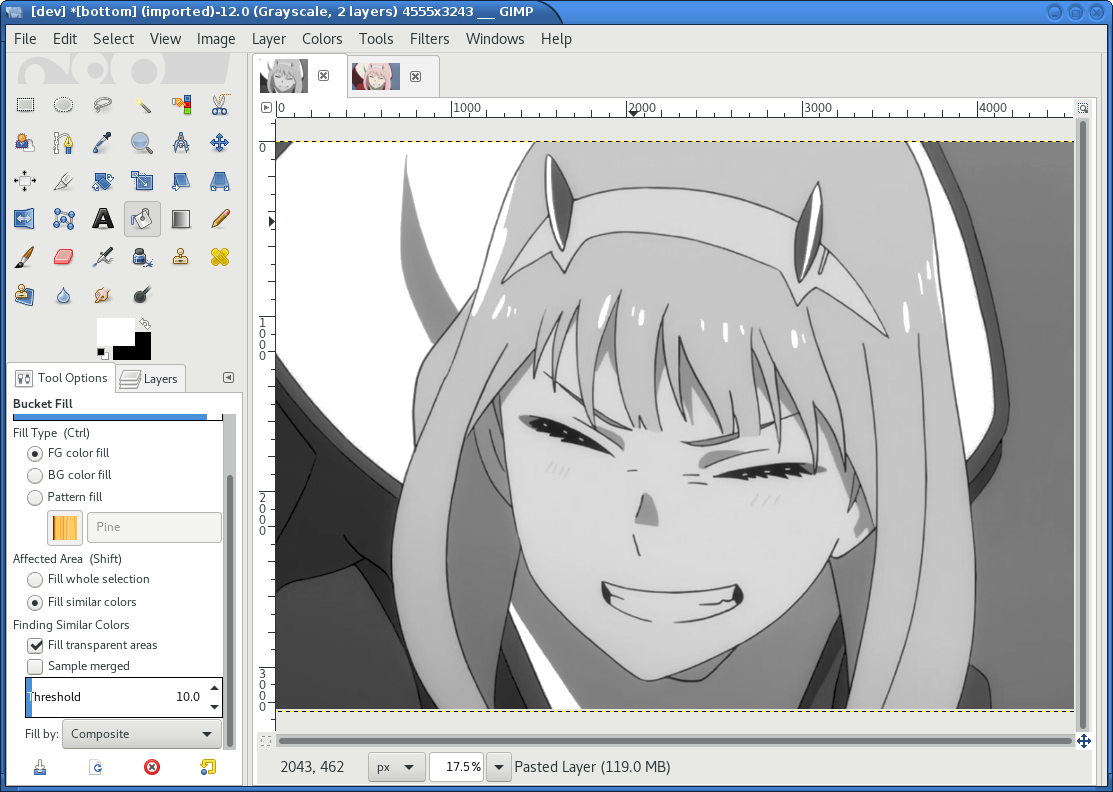 [dev] *[bottom] (imported)-12.0 (Grayscale, 2 layers) 4555x3243 ___ GIMP
File Edit Select View Image Layer Colors Tools Filters Windows Help
0 1000 2000 3000 4000
0
1000
2000
3000
Tool Options Layers
Bucket Fill
Fill Type (Ctrl)
FG color fill
BG color fill
Pattern fill
Pine
Affected Area (Shift)
Fill whole selection
Fill similar colors
Finding Similar Colors
Fill transparent areas
Sample merged
Threshold 10.0
Fill by: Composite
2043, 462 px 17.5% Pasted Layer (119.0 MB)